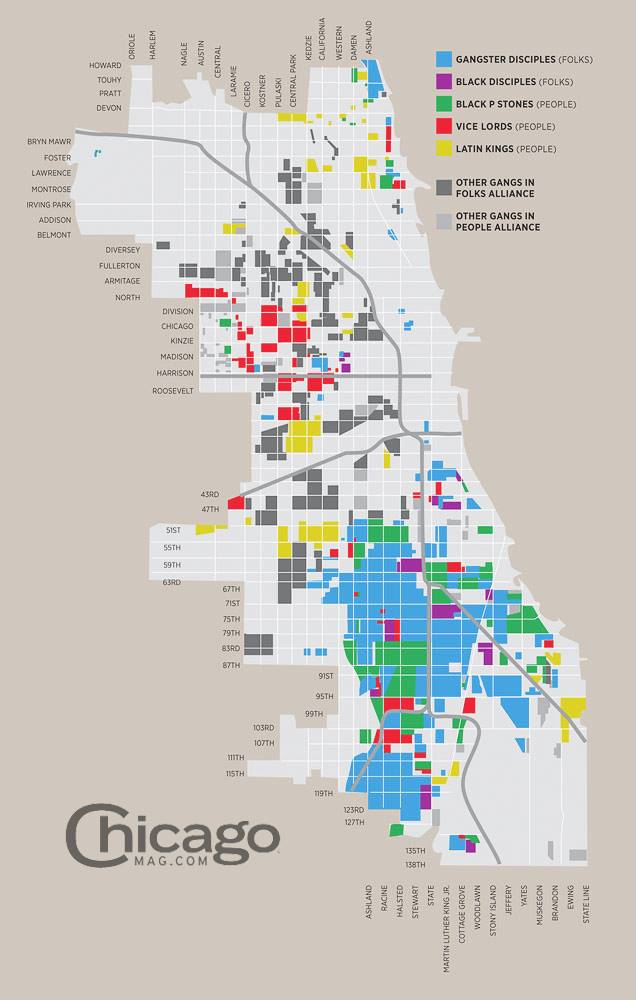 ORIOLE
HARLEM
NAGLE
AUSTIN
CENTRAL
LARAMIE
CICERO
KOSTNER
PULASKI
CENTRAL PARK
KEDZIE
CALIFORNIA
WESTERN
DAMEN
ASHLAND
GANGSTER DISCIPLES (FOLKS)
BLACK DISCIPLES (FOLKS)
BLACK P STONES (PEOPLE)
VICE LORDS (PEOPLE)
LATIN KINGS (PEOPLE)
OTHER GANGS IN
FOLKS ALLIANCE
OTHER GANGS IN
PEOPLE ALLIANCE
HOWARD
TOUHY
PRATT
DEVON
BRYN MAWR
FOSTER
LAWRENCE
MONTROSE
IRVING PARK
ADDISON
BELMONT
DIVERSEY
FULLERTON
ARMITAGE
NORTH
DIVISION
CHICAGO
KINZIE
MADISON
HARRISON
ROOSEVELT
43RD
47TH
51ST
55TH
59TH
63RD
67TH
71ST
75TH
79TH
83RD
87TH
91ST
95TH
99TH
103RD
107TH
111TH
115TH
119TH
123RD
127TH
135TH
138TH
Chicago
MAG.COM
ASHLAND
RACINE
HALSTED
STEWART
STATE
MARTIN LUTHER KING JR.
COTTAGE GROVE
WOODLAWN
STONY ISLAND
JEFFERY
YATES
MUSKEGON
BRANDON
EWING
STATE LINE